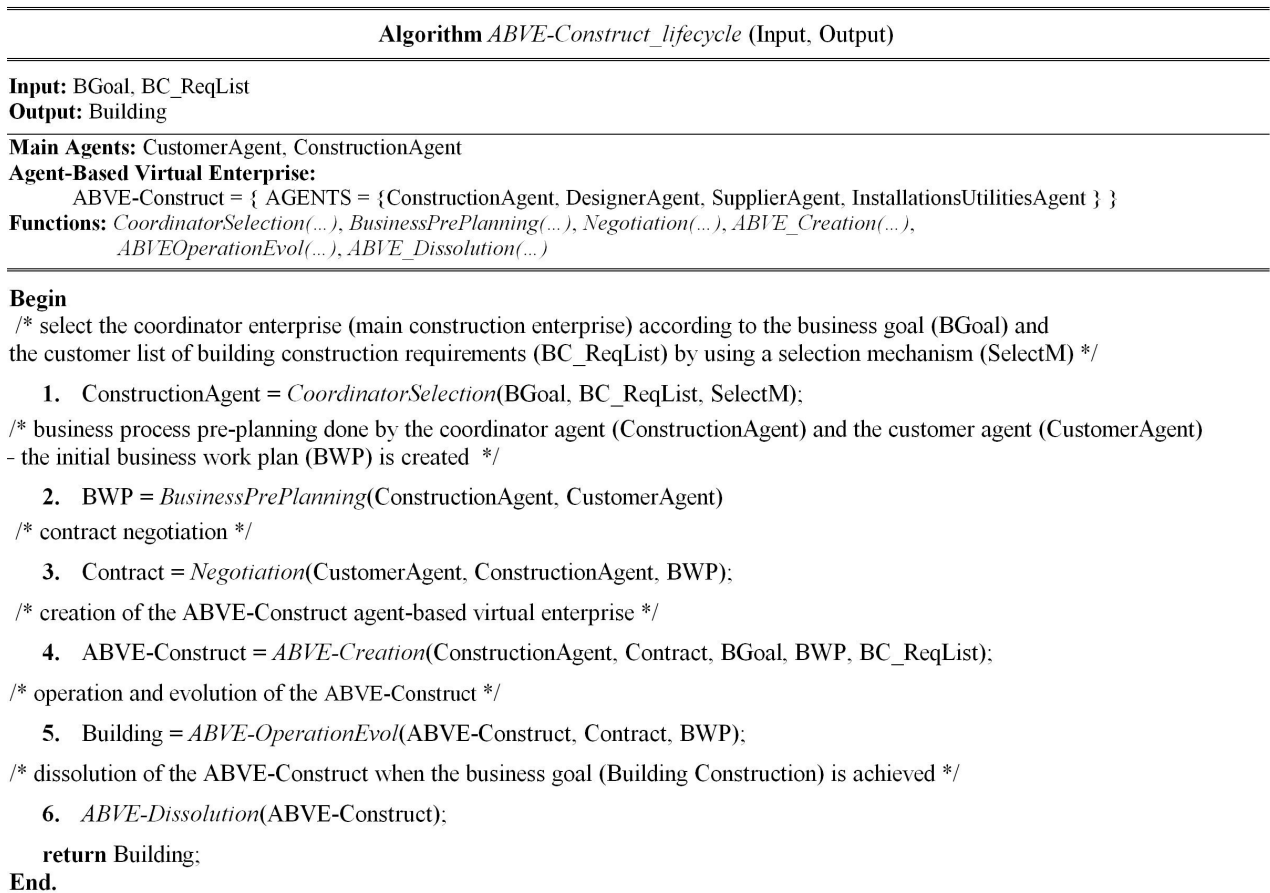 Algorithm ABVE-Construct_lifecycle (Input, Output)
Input: BGoal, BC_ReqList
Output: Building
Main Agents: CustomerAgent, ConstructionAgent
Agent-Based Virtual Enterprise:
ABVE-Construct = { AGENTS = {ConstructionAgent, DesignerAgent, SupplierAgent, InstallationsUtilitiesAgent } }
Functions: CoordinatorSelection(...), BusinessPrePlanning(...), Negotiation(...), ABVE_Creation(...),
ABVEOperationEvol(...), ABVE_Dissolution(...)
Begin
/* select the coordinator enterprise (main construction enterprise) according to the business goal (BGoal) and
the customer list of building construction requirements (BC_ReqList) by using a selection mechanism (SelectM) */
1. ConstructionAgent = CoordinatorSelection(BGoal, BC_ReqList, SelectM);
/* business process pre-planning done by the coordinator agent (ConstructionAgent) and the customer agent (CustomerAgent)
- the initial business work plan (BWP) is created */
2. BWP = BusinessPrePlanning(ConstructionAgent, CustomerAgent)
/* contract negotiation */
3. Contract = Negotiation(CustomerAgent, ConstructionAgent, BWP);
/* creation of the ABVE-Construct agent-based virtual enterprise */
4. ABVE-Construct = ABVE-Creation(ConstructionAgent, Contract, BGoal, BWP, BC_ReqList);
/* operation and evolution of the ABVE-Construct */
5. Building = ABVE-OperationEvol(ABVE-Construct, Contract, BWP);
/* dissolution of the ABVE-Construct when the business goal (Building Construction) is achieved */
6. ABVE-Dissolution(ABVE-Construct);
return Building;
End.